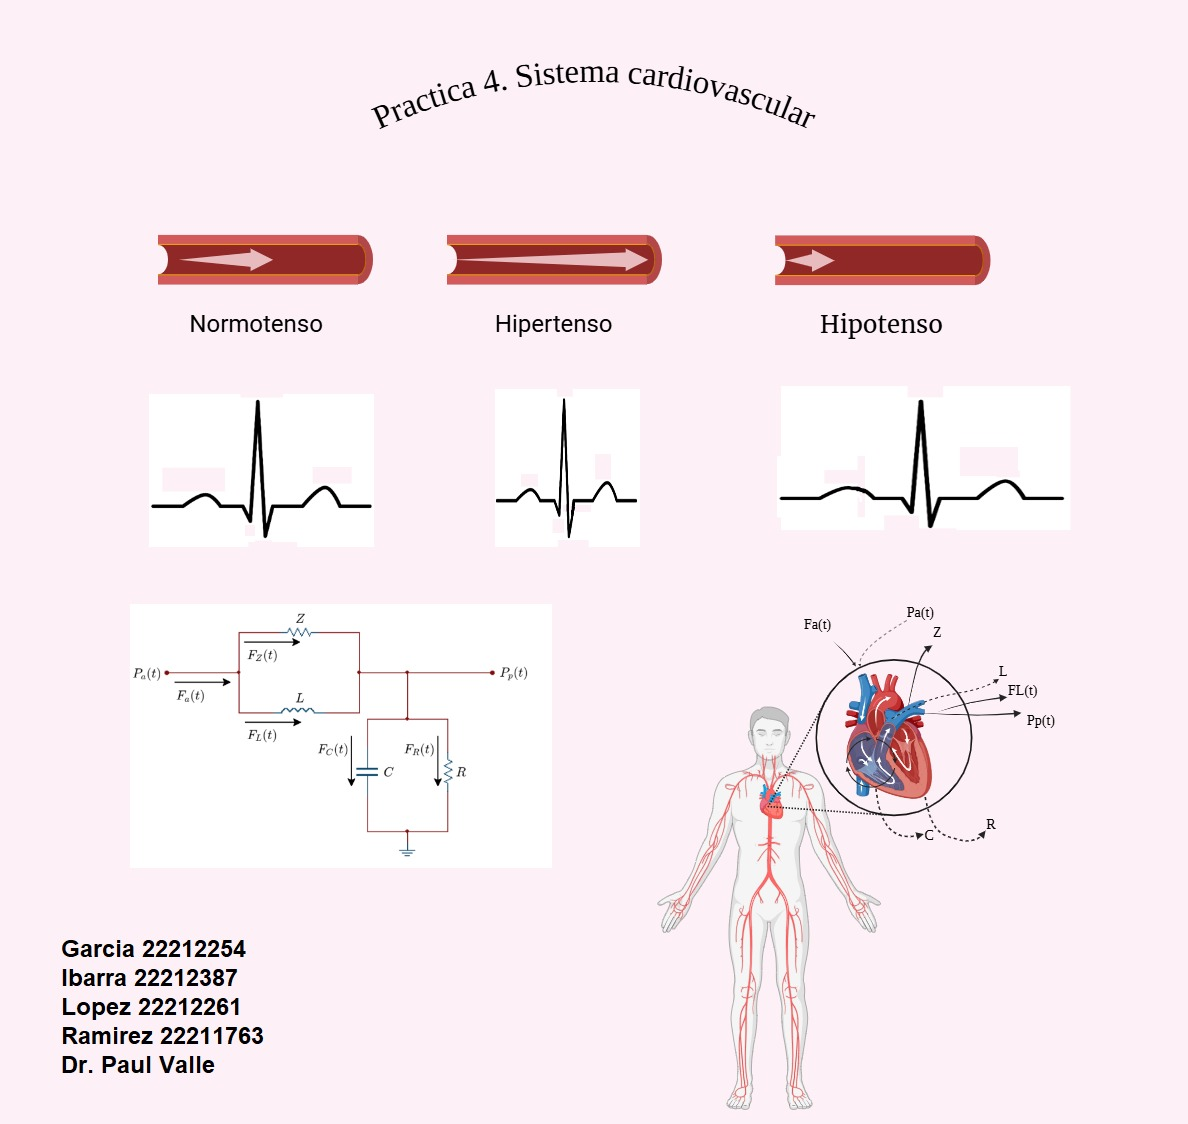 Practica 4. Sistema cardiovascular
Normotenso
Hipertenso
Hipotenso
Z
F_Z(t)
P_a(t)
P_p(t)
F_a(t)
L
F_L(t)
F_C(t)
F_R(t)
C
R
Pa(t)
Fa(t)
Z
L
FL(t)
Pp(t)
R
C
Garcia 22212254
Ibarra 22212387
Lopez 22212261
Ramirez 22211763
Dr. Paul Valle